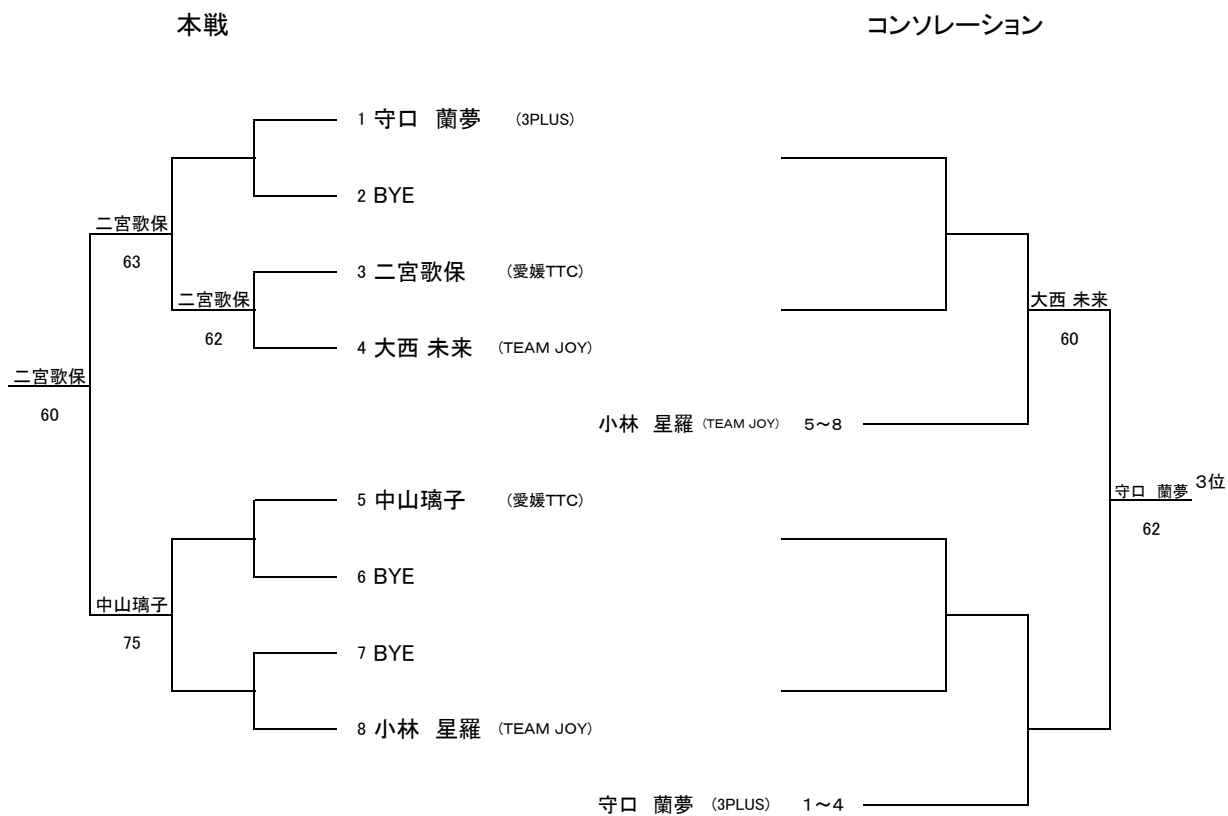 本戦
コンソレーション
1 守口 蘭夢 (3PLUS)
2 BYE
二宮歌保
63
3 二宮歌保 (愛媛TTC)
二宮歌保
62
4 大西 未来 (TEAM JOY)
二宮歌保
60
5 中山璃子 (愛媛TTC)
6 BYE
中山璃子
75
7 BYE
8 小林 星羅 (TEAM JOY)
大西 未来
60
小林 星羅 (TEAM JOY) 5～8
守口 蘭夢 3位
62
守口 蘭夢 (3PLUS) 1～4